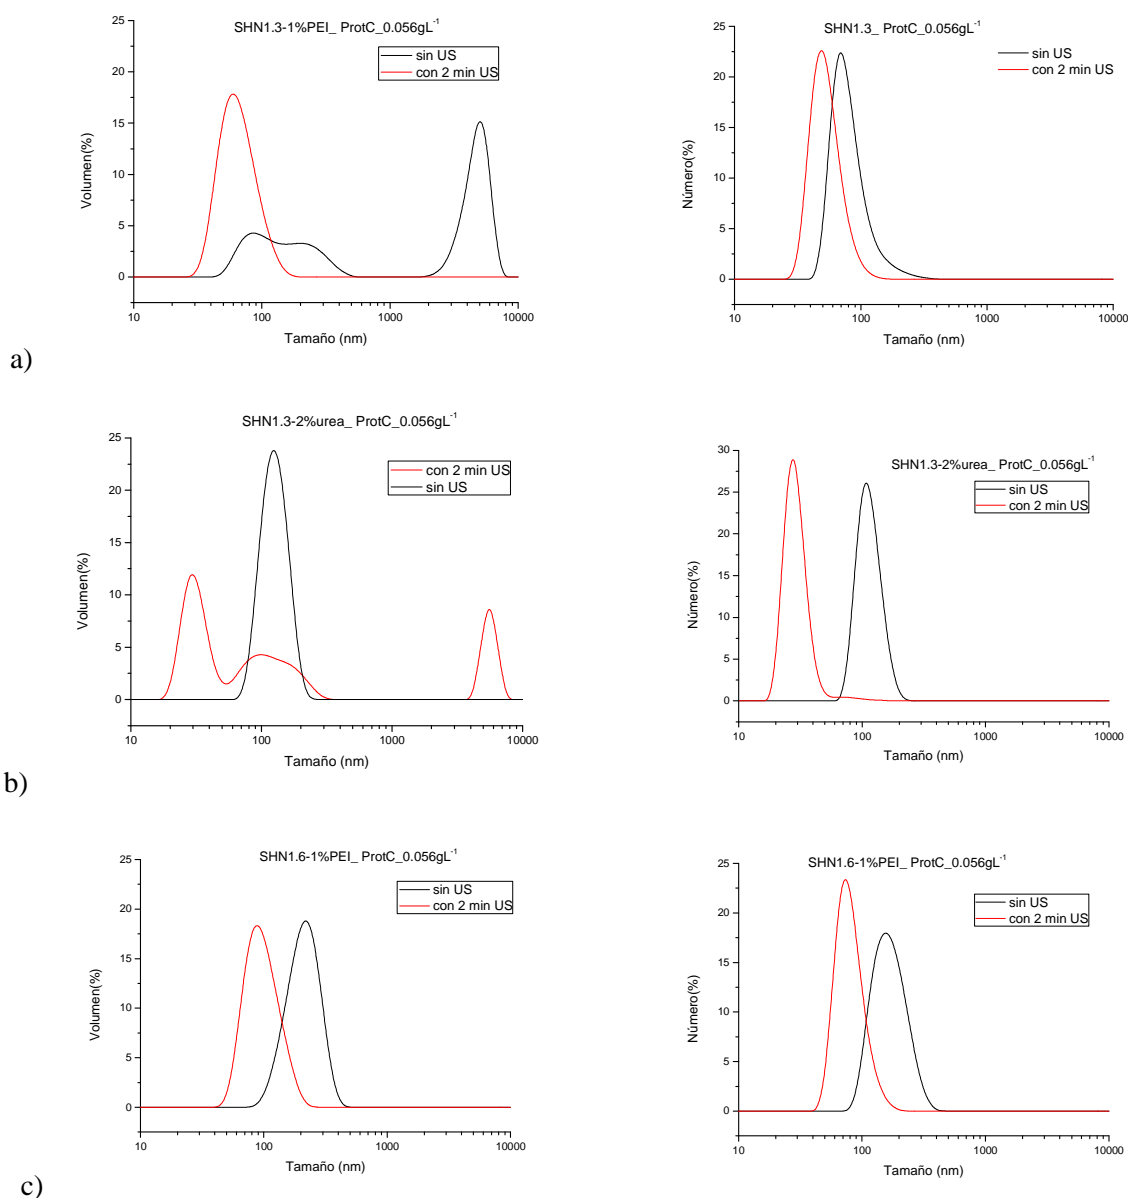 SHN1.3-1%PEI_ ProtC_0.056gL-1
sin US
con 2 min US
Volumen(%)
25
20
15
10
5
0
10 100 1000 10000
Tamaño (nm)
SHN1.3_ ProtC_0.056gL-1
sin US
con 2 min US
Número(%)
25
20
15
10
5
0
10 100 1000 10000
Tamaño (nm)
a)
SHN1.3-2%urea_ ProtC_0.056gL-1
con 2 min US
sin US
Volumen(%)
25
20
15
10
5
0
10 100 1000 10000
Tamaño (nm)
SHN1.3-2%urea_ ProtC_0.056gL-1
sin US
con 2 min US
Número(%)
30
25
20
15
10
5
0
10 100 1000 10000
Tamaño (nm)
b)
SHN1.6-1%PEI_ ProtC_0.056gL-1
sin US
con 2 min US
Volumen(%)
25
20
15
10
5
0
10 100 1000 10000
Tamaño (nm)
SHN1.6-1%PEI_ ProtC_0.056gL-1
sin US
con 2 min US
Número(%)
25
20
15
10
5
0
10 100 1000 10000
Tamaño (nm)
c)